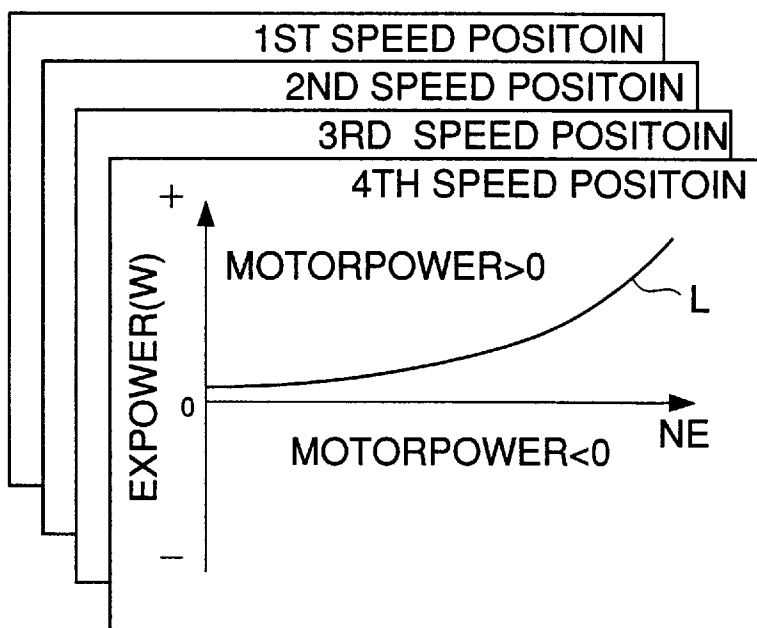 1ST SPEED POSITOIN
2ND SPEED POSITOIN
3RD SPEED POSITOIN
4TH SPEED POSITOIN
+
MOTORPOWER>0
L
EXPOWER(W)
0
NE
MOTORPOWER<0
−